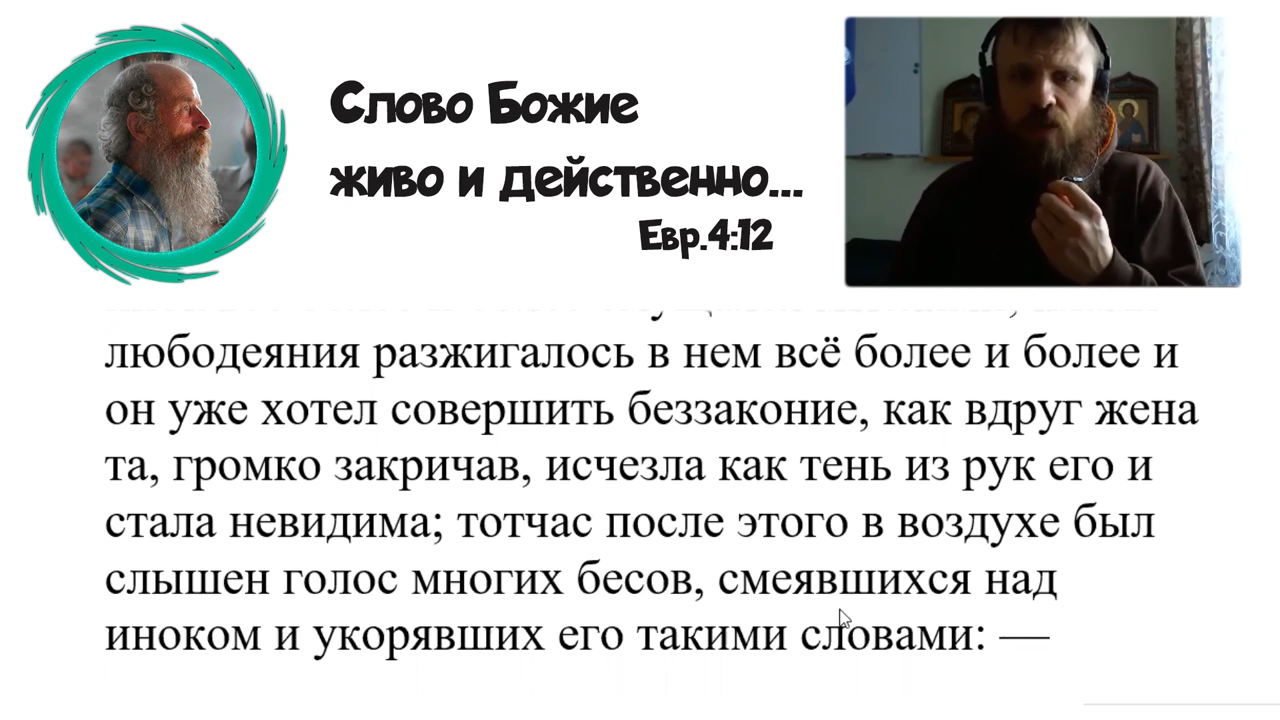 Слово Божие
живо и действенно...
Евр.4:12
любодеяния разжигалось в нем всё более и более и
он уже хотел совершить беззаконие, как вдруг жена
та, громко закричав, исчезла как тень из рук его и
стала невидима; тотчас после этого в воздухе был
слышен голос многих бесов, смеявшихся над
иноком и укорявших его такими словами: —